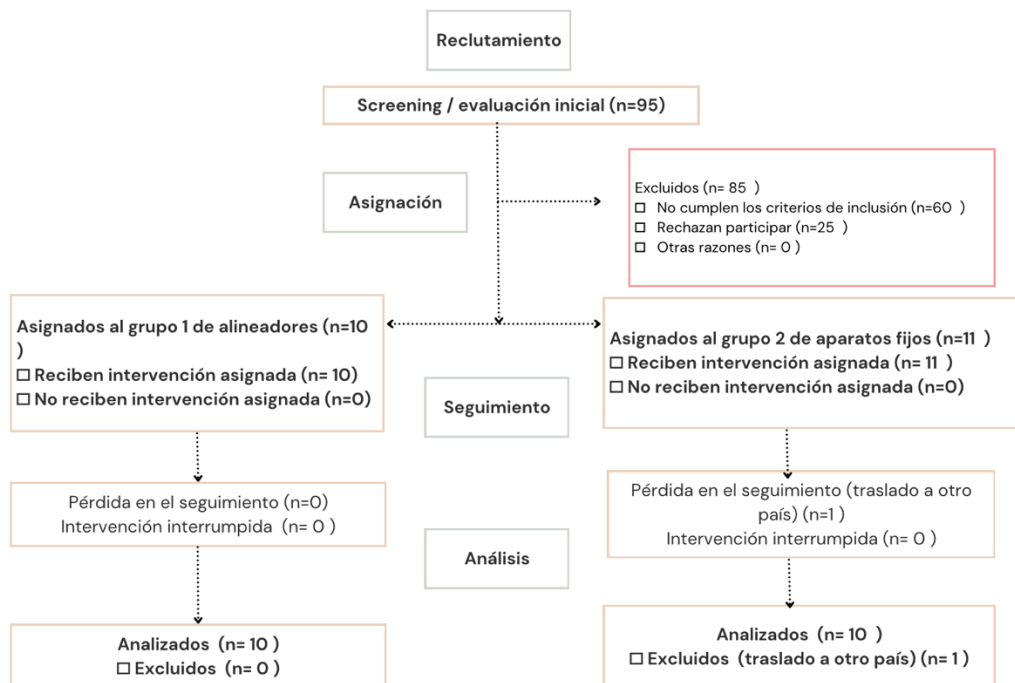 Reclutamiento
Screening / evaluación inicial (n=95)
Asignación
Excluidos (n= 85 )
☐ No cumplen los criterios de inclusión (n=60 )
☐ Rechazan participar (n=25 )
☐ Otras razones (n= 0 )
Asignados al grupo 1 de alineadores (n=10
)
☐ Reciben intervención asignada (n= 10)
☐ No reciben intervención asignada (n=0)
Asignados al grupo 2 de aparatos fijos (n=11 )
☐ Reciben intervención asignada (n= 11 )
☐ No reciben intervención asignada (n=0)
Seguimiento
Pérdida en el seguimiento (n=0)
Intervención interrumpida (n= 0 )
Pérdida en el seguimiento (traslado a otro
país) (n=1 )
Intervención interrumpida (n= 0 )
Análisis
Analizados (n= 10 )
☐ Excluidos (n= 0 )
Analizados (n= 10 )
☐ Excluidos (traslado a otro país) (n= 1 )